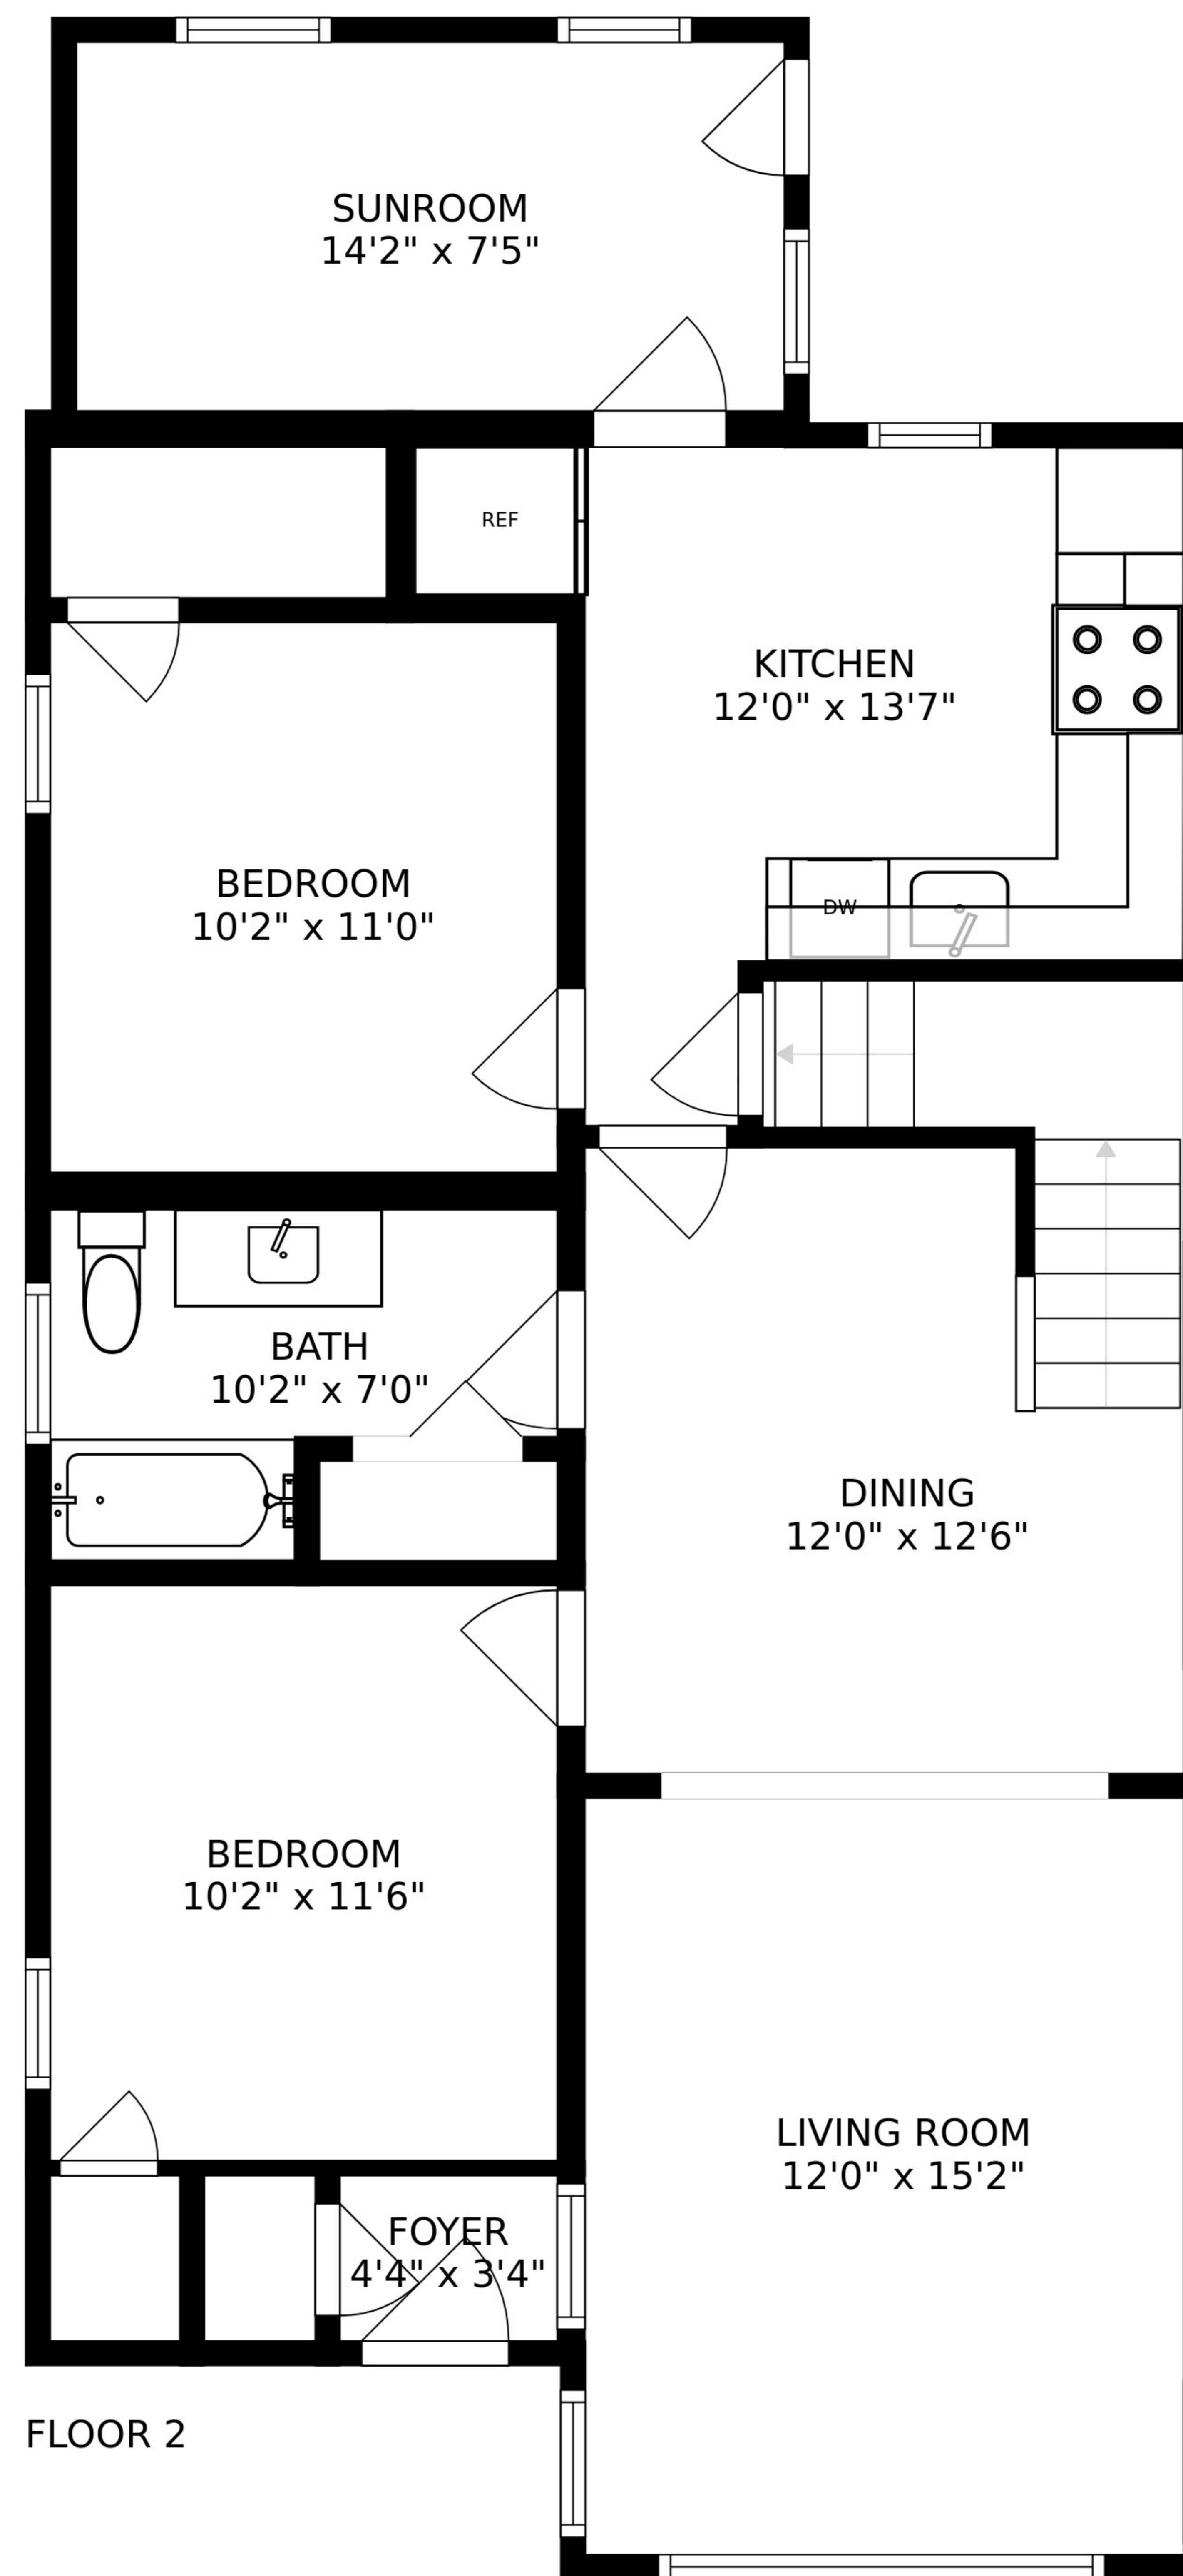 SUNROOM
14'2" x 7'5"
REF
KITCHEN
12'0" x 13'7"
BEDROOM
10'2" x 11'0"
DW
BATH
10'2" x 7'0"
DINING
12'0" x 12'6"
BEDROOM
10'2" x 11'6"
LIVING ROOM
12'0" x 15'2"
FOYER
4'4" x 3'4"
FLOOR 2